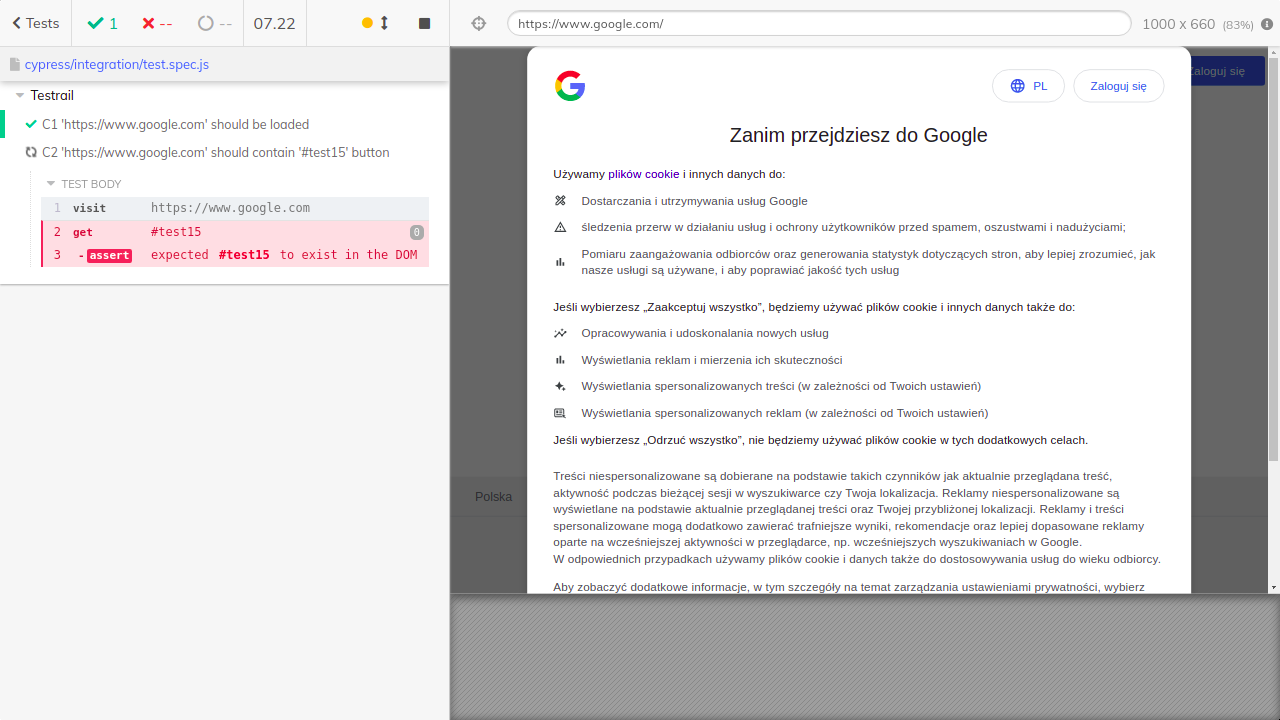 Tests
1
--
--
07.22
https://www.google.com/
1000 x 660 (83%)
cypress/integration/test.spec.js
Testrail
C1 'https://www.google.com' should be loaded
C2 'https://www.google.com' should contain '#test15' button
TEST BODY
1 visit https://www.google.com
2 get #test15 0
3 -assert expected #test15 to exist in the DOM
Zaloguj się
PL
Zaloguj się
Zanim przejdziesz do Google
Używamy plików cookie i innych danych do:
Dostarczania i utrzymywania usług Google
śledzenia przerw w działaniu usług i ochrony użytkowników przed spamem, oszustwami i nadużyciami;
Pomiaru zaangażowania odbiorców oraz generowania statystyk dotyczących stron, aby lepiej zrozumieć, jak
nasze usługi są używane, i aby poprawiać jakość tych usług
Jeśli wybierzesz „Zaakceptuj wszystko”, będziemy używać plików cookie i innych danych także do:
Opracowywania i udoskonalania nowych usług
Wyświetlania reklam i mierzenia ich skuteczności
Wyświetlania spersonalizowanych treści (w zależności od Twoich ustawień)
Wyświetlania spersonalizowanych reklam (w zależności od Twoich ustawień)
Jeśli wybierzesz „Odrzuć wszystko”, nie będziemy używać plików cookie w tych dodatkowych celach.
Polska
Treści niespersonalizowane są dobierane na podstawie takich czynników jak aktualnie przeglądana treść,
aktywność podczas bieżącej sesji w wyszukiwarce czy Twoja lokalizacja. Reklamy niespersonalizowane są
wyświetlane na podstawie aktualnie przeglądanej treści oraz Twojej przybliżonej lokalizacji. Reklamy i treści
spersonalizowane mogą dodatkowo zawierać trafniejsze wyniki, rekomendacje oraz lepiej dopasowane reklamy
oparte na wcześniejszej aktywności w przeglądarce, np. wcześniejszych wyszukiwaniach w Google.
W odpowiednich przypadkach używamy plików cookie i danych także do dostosowywania usług do wieku odbiorcy.
Aby zobaczyć dodatkowe informacje, w tym szczegóły na temat zarządzania ustawieniami prywatności, wybierz